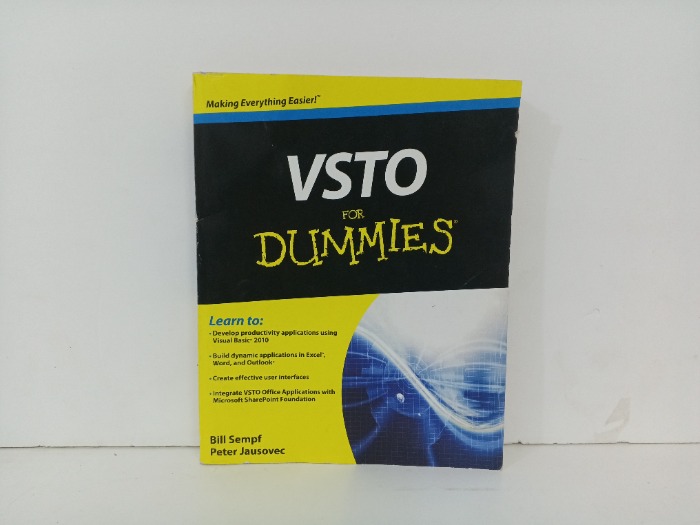 Making Everything Easier!™
VSTO
FOR
DUMMIES®
Learn to:
• Develop productivity applications using
Visual Basic® 2010
• Build dynamic applications in Excel®,
Word, and Outlook®
• Create effective user interfaces
• Integrate VSTO Office Applications with
Microsoft SharePoint Foundation
Bill Sempf
Peter Jausovec